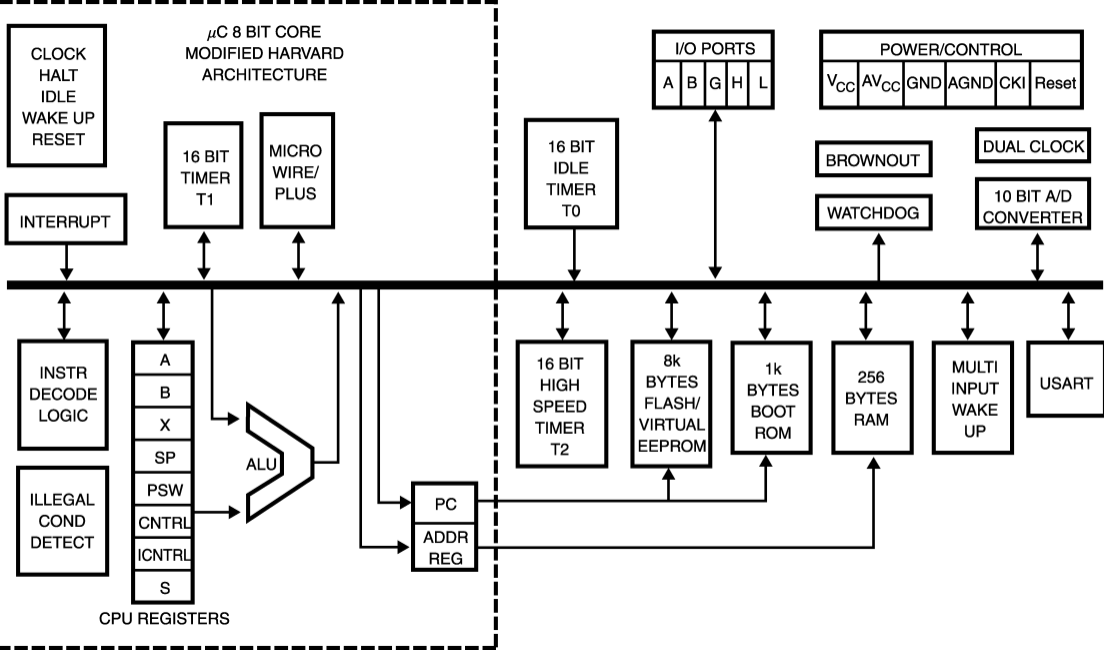 CLOCK
HALT
IDLE
WAKE UP
RESET
μC 8 BIT CORE
MODIFIED HARVARD
ARCHITECTURE
16 BIT
TIMER
T1
MICRO
WIRE/
PLUS
INTERRUPT
16 BIT
IDLE
TIMER
T0
I/O PORTS
A B G H L
POWER/CONTROL
VCC AVCC GND AGND CKI Reset
BROWNOUT
WATCHDOG
DUAL CLOCK
10 BIT A/D
CONVERTER
INSTR
DECODE
LOGIC
ILLEGAL
COND
DETECT
A
B
X
SP
PSW
CNTRL
ICNTRL
S
CPU REGISTERS
ALU
PC
ADDR
REG
16 BIT
HIGH
SPEED
TIMER
T2
8k
BYTES
FLASH/
VIRTUAL
EEPROM
1k
BYTES
BOOT
ROM
256
BYTES
RAM
MULTI
INPUT
WAKE
UP
USART